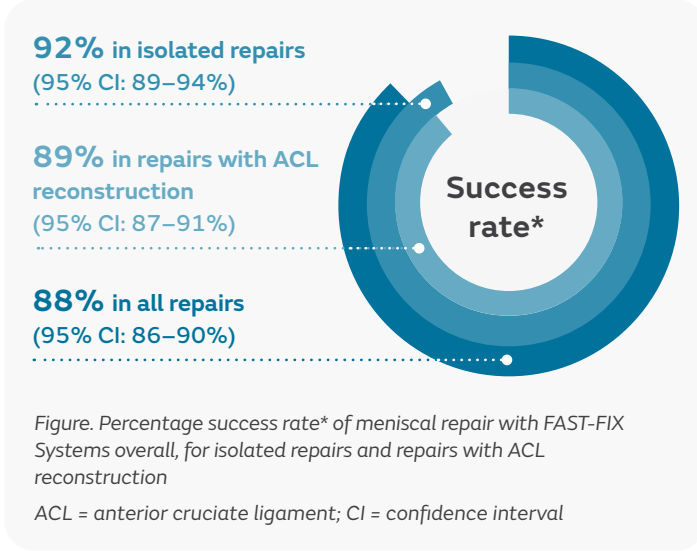 92% in isolated repairs
(95% CI: 89–94%)
89% in repairs with ACL
reconstruction
(95% CI: 87–91%)
88% in all repairs
(95% CI: 86–90%)
Success
rate*
Figure. Percentage success rate* of meniscal repair with FAST-FIX
Systems overall, for isolated repairs and repairs with ACL
reconstruction
ACL = anterior cruciate ligament; CI = confidence interval